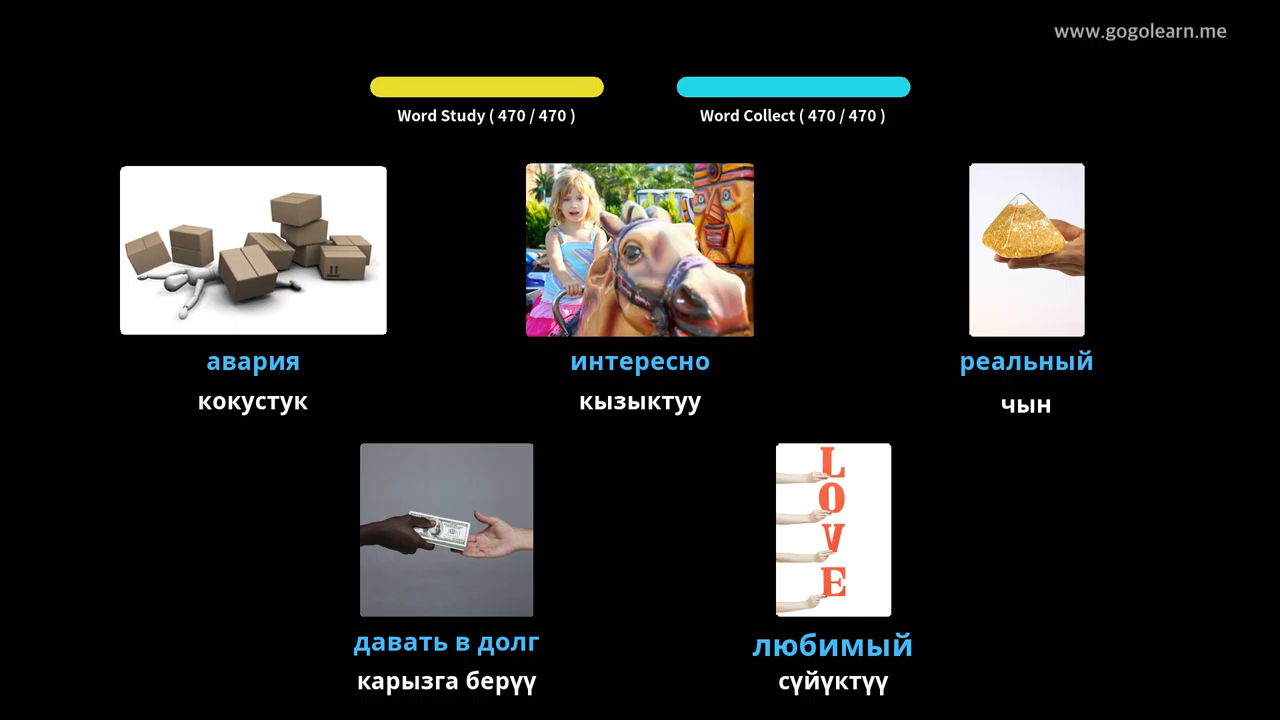 www.gogolearn.me
Word Study ( 470 / 470 )
Word Collect ( 470 / 470 )
авария
кокустук
интересно
кызыктуу
реальный
чын
L
O
V
E
давать в долг
карызга берүү
любимый
сүйүктүү